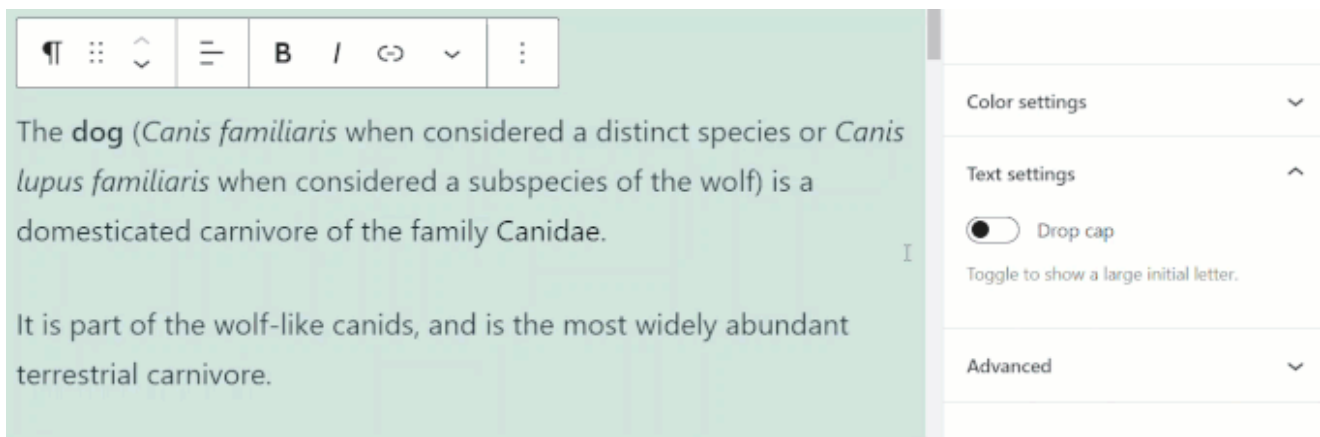 B I
The dog (Canis familiaris when considered a distinct species or Canis
lupus familiaris when considered a subspecies of the wolf) is a
domesticated carnivore of the family Canidae.
It is part of the wolf-like canids, and is the most widely abundant
terrestrial carnivore.
Color settings
Text settings
Drop cap
Toggle to show a large initial letter.
Advanced